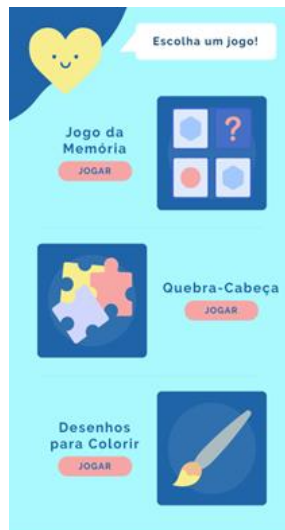 Escolha um jogo!
Jogo da
Memória
JOGAR
?
Quebra-Cabeça
JOGAR
Desenhos
para Colorir
JOGAR